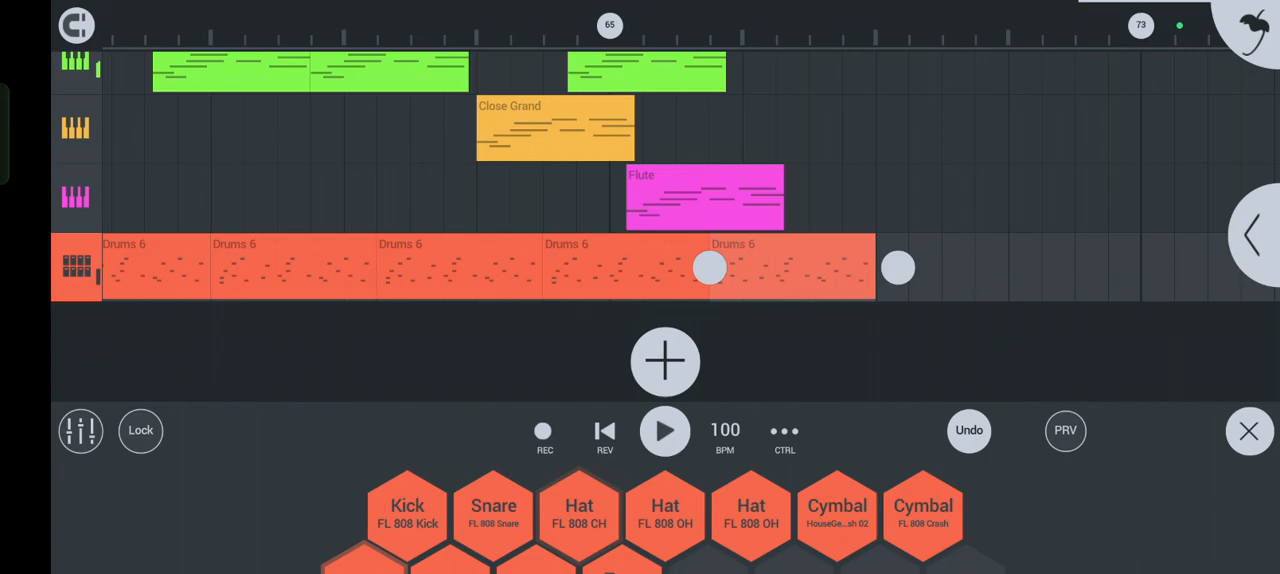 65
73
Close Grand
Flute
Drums 6
Drums 6
Drums 6
Drums 6
Drums 6
Lock
REC
REV
100
BPM
CTRL
Undo
PRV
Kick
FL 808 Kick
Snare
FL 808 Snare
Hat
FL 808 CH
Hat
FL 808 OH
Hat
FL 808 OH
Cymbal
HouseGe...sh 02
Cymbal
FL 808 Crash